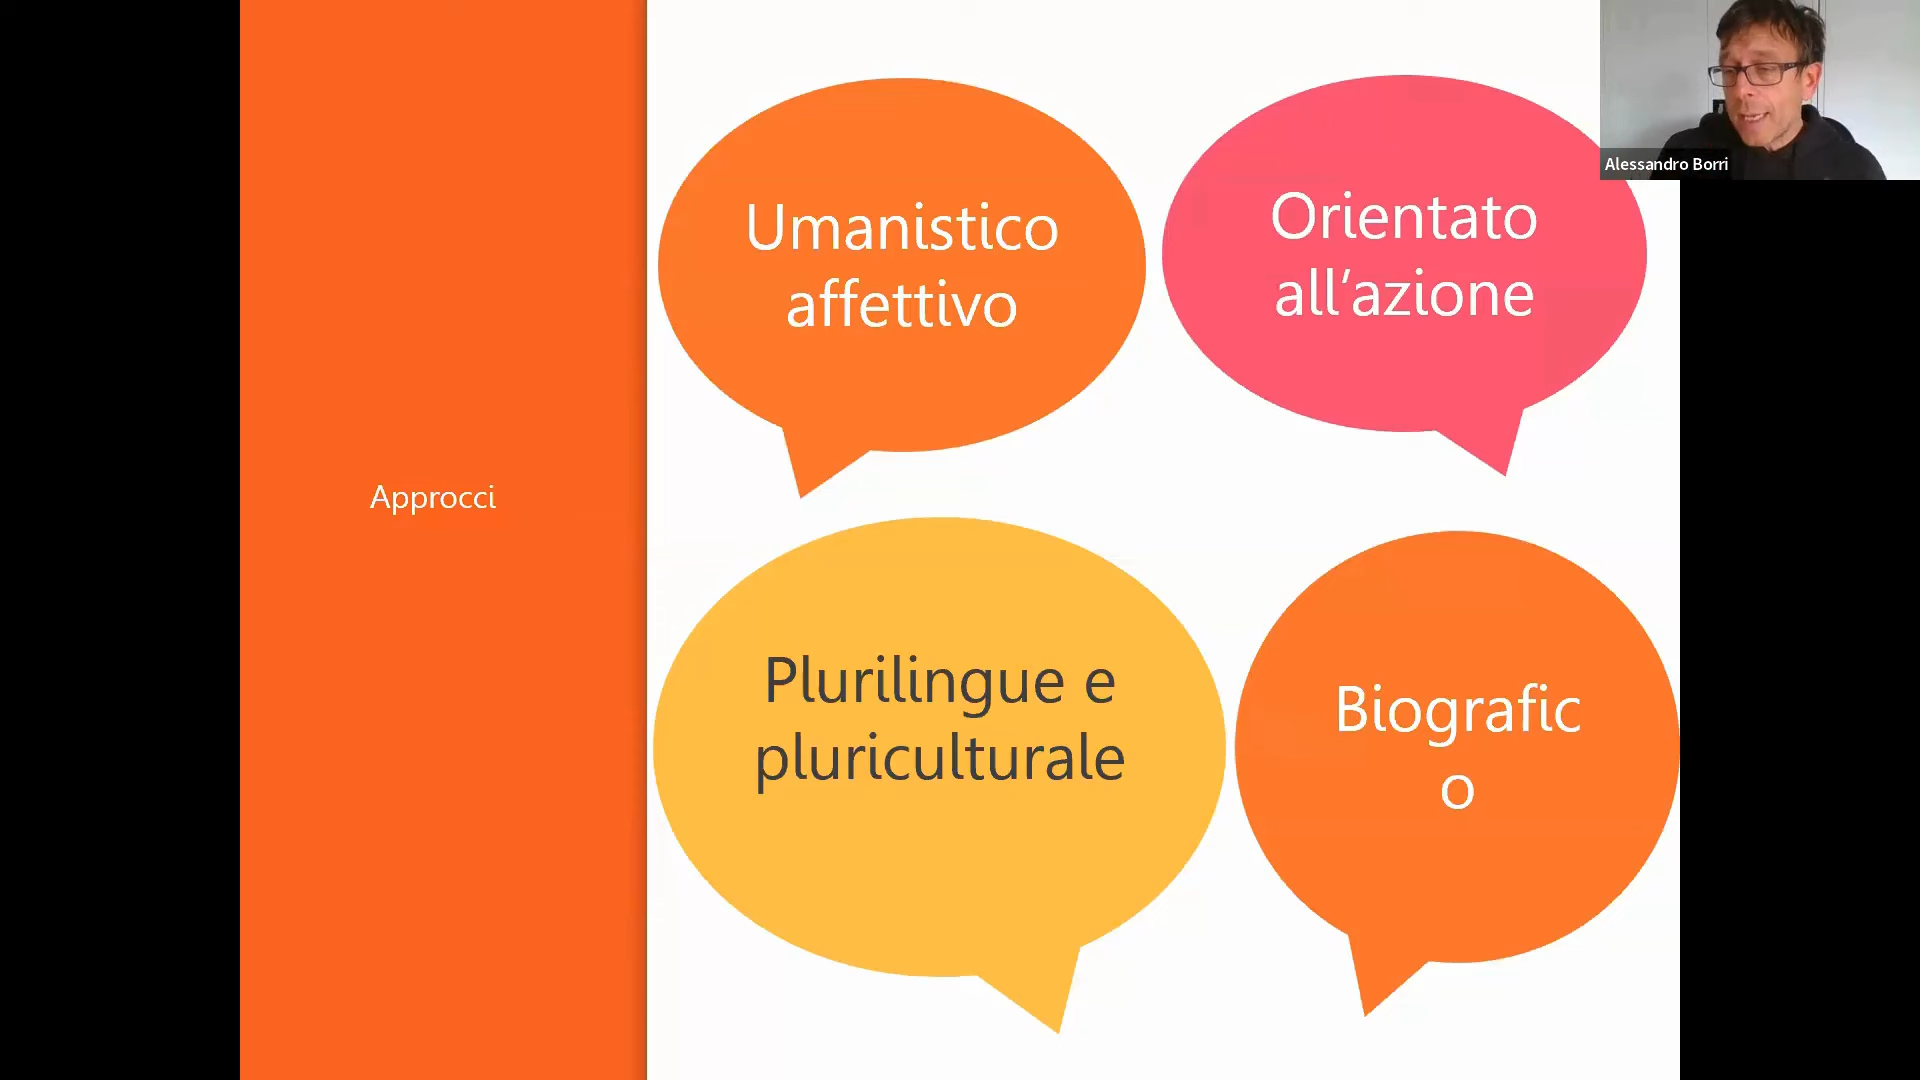 Approcci
Umanistico
affettivo
Orientato
all’azione
Plurilingue e
pluriculturale
Biografic
o
Alessandro Borri